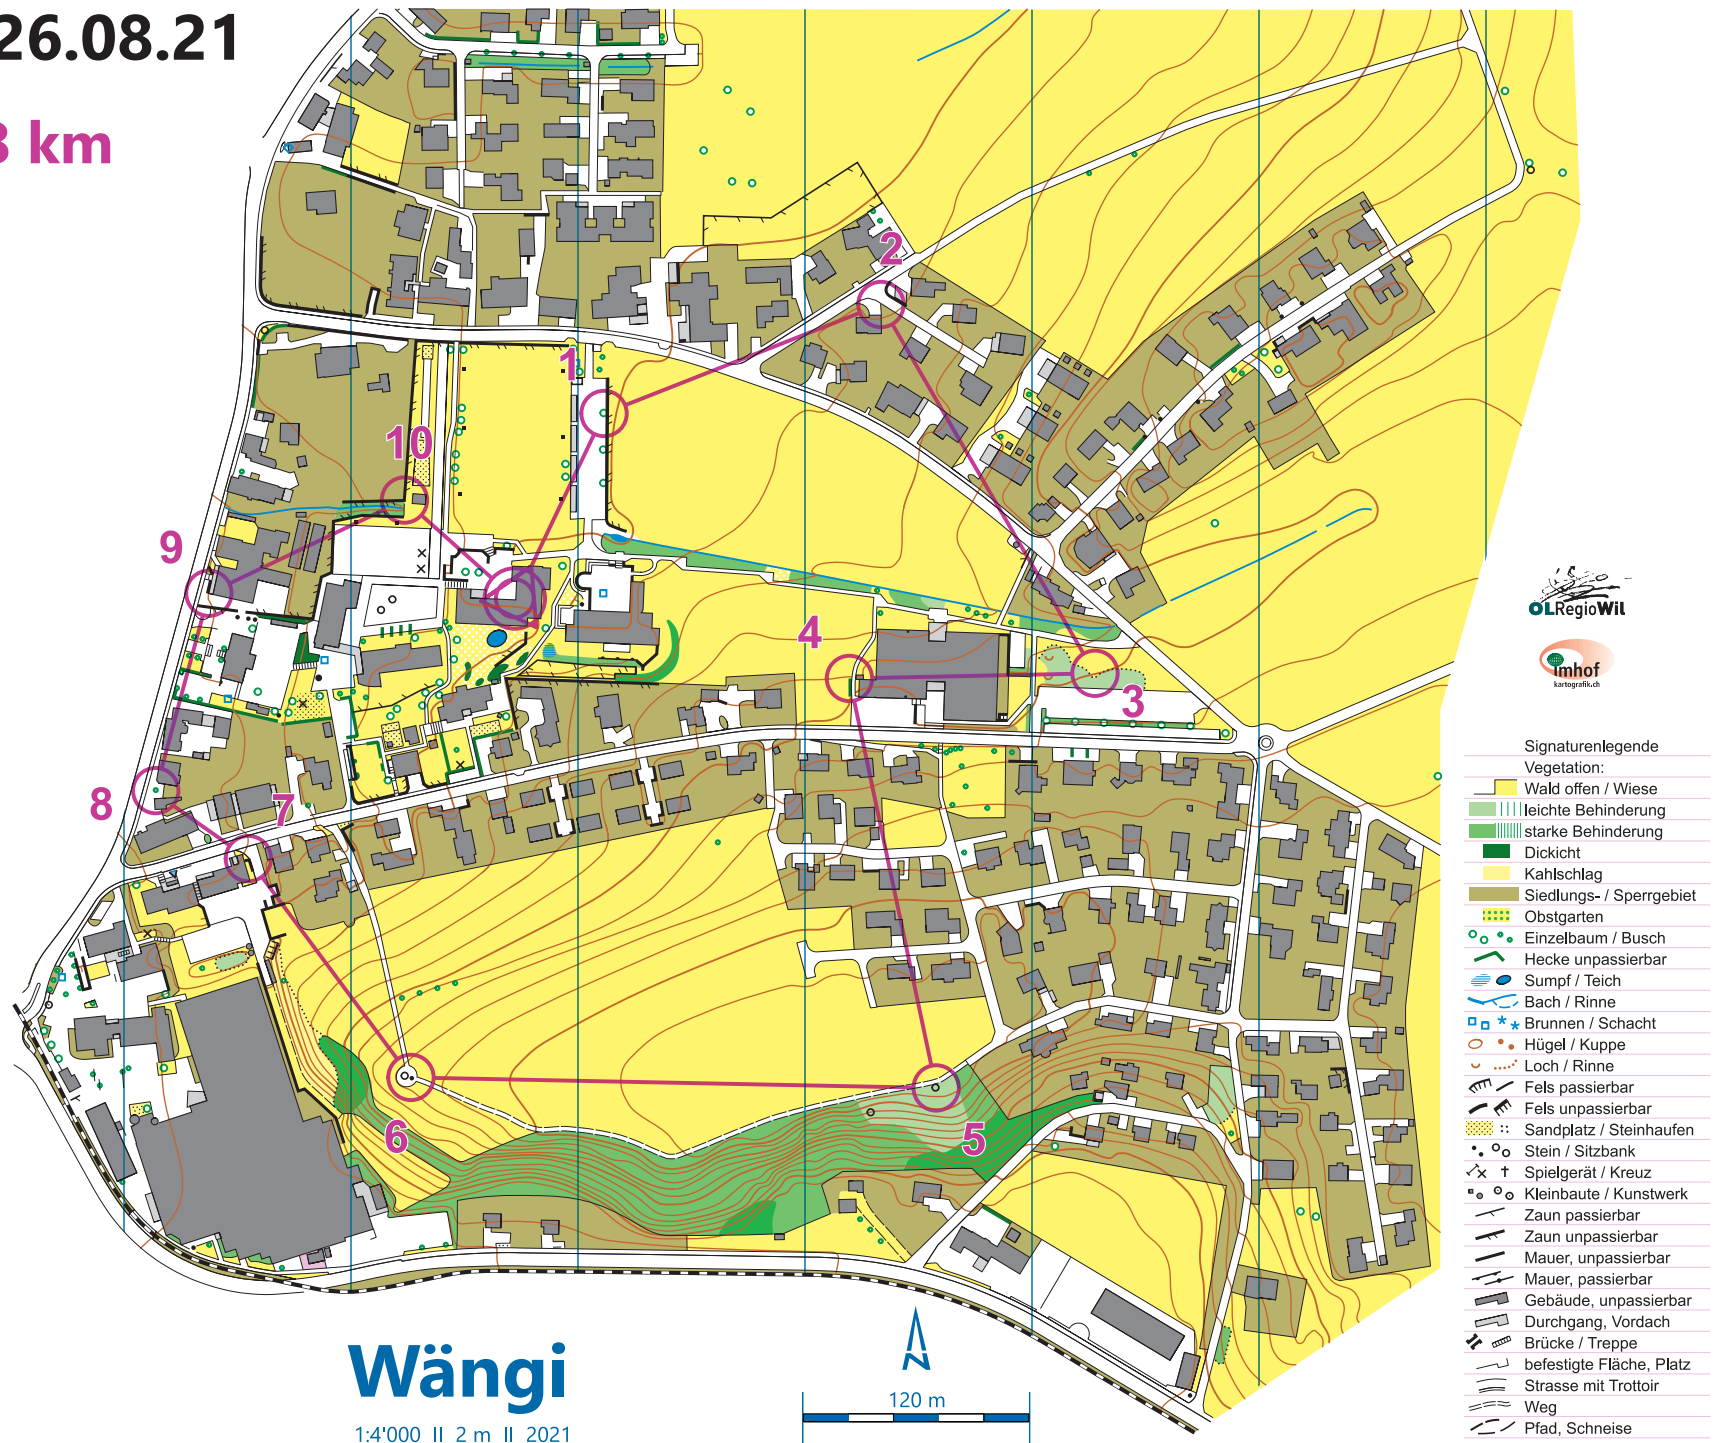 26.08.21
3 km
1
2
3
4
5
6
7
8
9
10
OLRegioWil
imhof
kartografik.ch
Signaturenlegende
Vegetation:
Wald offen / Wiese
leichte Behinderung
starke Behinderung
Dickicht
Kahlschlag
Siedlungs- / Sperrgebiet
Obstgarten
Einzelbaum / Busch
Hecke unpassierbar
Sumpf / Teich
Bach / Rinne
Brunnen / Schacht
Hügel / Kuppe
Loch / Rinne
Fels passierbar
Fels unpassierbar
Sandplatz / Steinhaufen
Stein / Sitzbank
Spielgerät / Kreuz
Kleinbaute / Kunstwerk
Zaun passierbar
Zaun unpassierbar
Mauer, unpassierbar
Mauer, passierbar
Gebäude, unpassierbar
Durchgang, Vordach
Brücke / Treppe
befestigte Fläche, Platz
Strasse mit Trottoir
Weg
Pfad, Schneise
N
120 m
Wängi
1:4'000 || 2 m || 2021